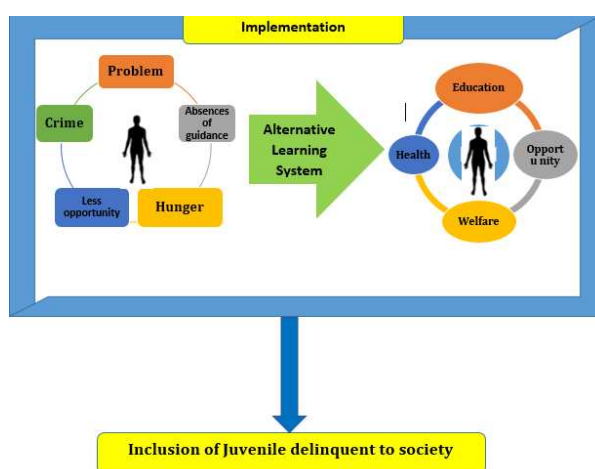 Implementation
Problem
Absences
of
guidance
Crime
Less
opportunity
Hunger
Alternative
Learning
System
Education
Health
Opport
u nity
Welfare
Inclusion of Juvenile delinquent to society